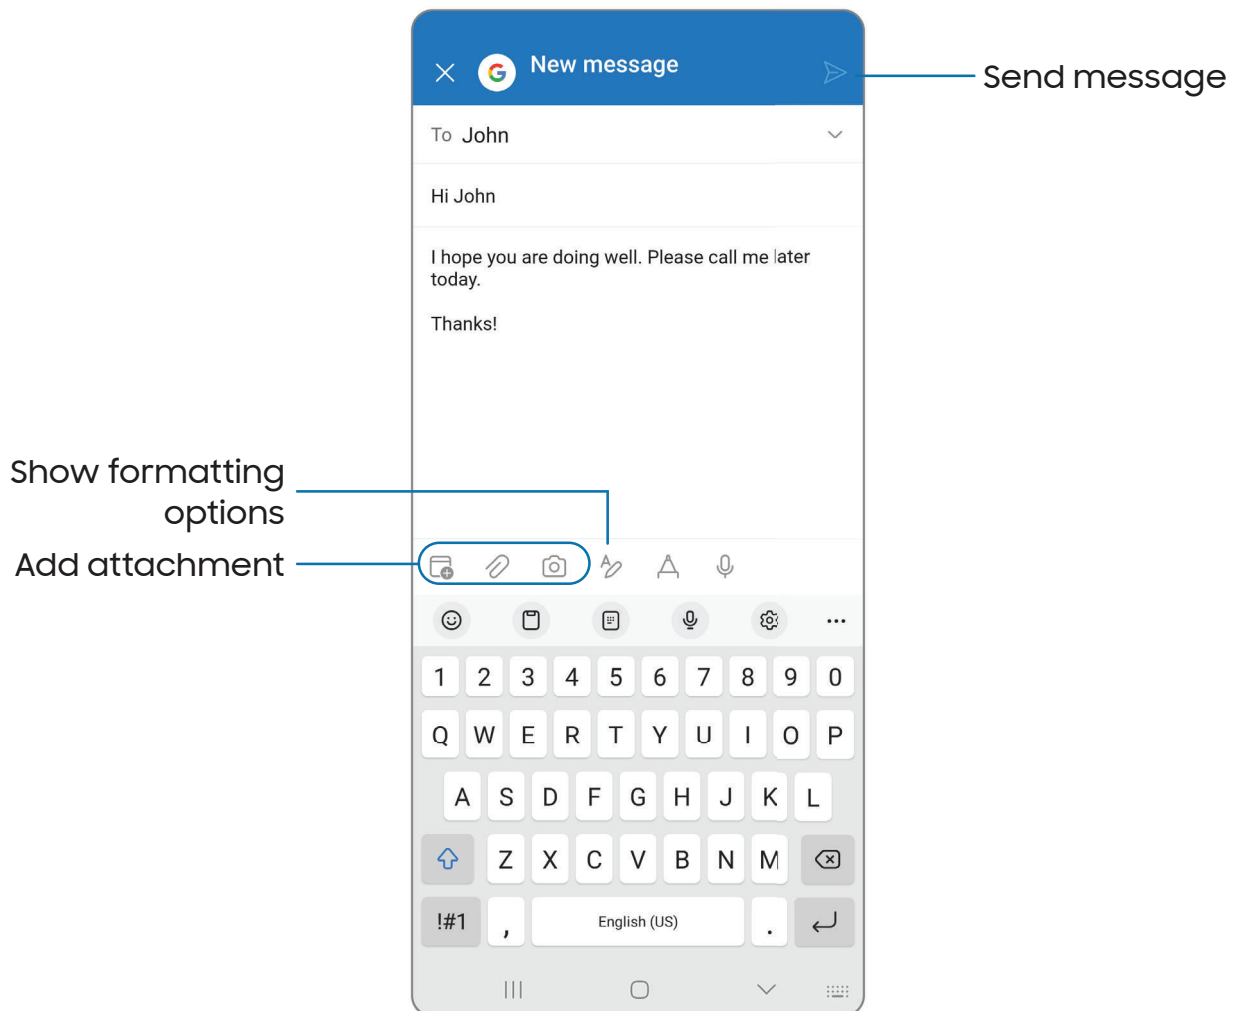 New message
Send message
To John
Hi John
I hope you are doing well. Please call me later
today.
Thanks!
Show formatting
options
Add attachment
1 2 3 4 5 6 7 8 9 0
Q W E R T Y U I O P
A S D F G H J K L
Z X C V B N M
!#1 , English (US) .